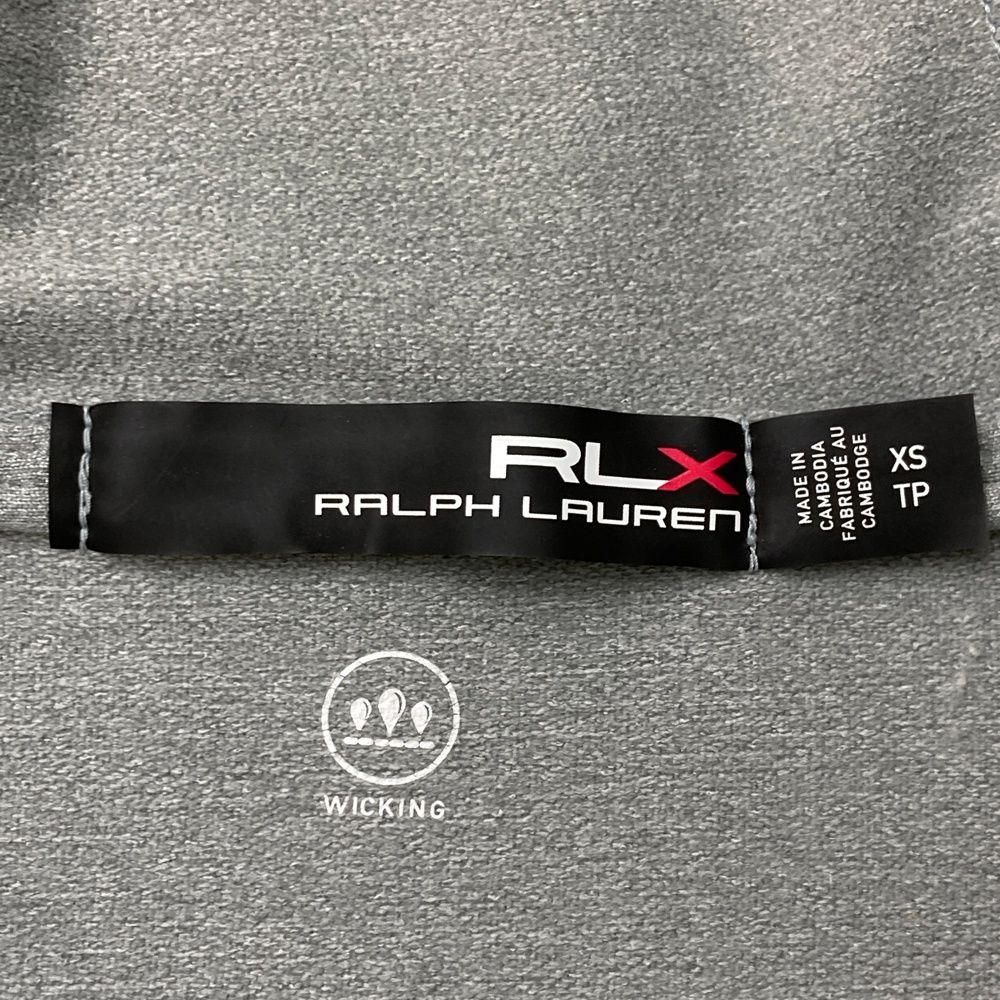 RLX
RALPH LAUREN
MADE IN
CAMBODIA
FABRIQUÉ AU
CAMBODGE
XS
TP
WICKING